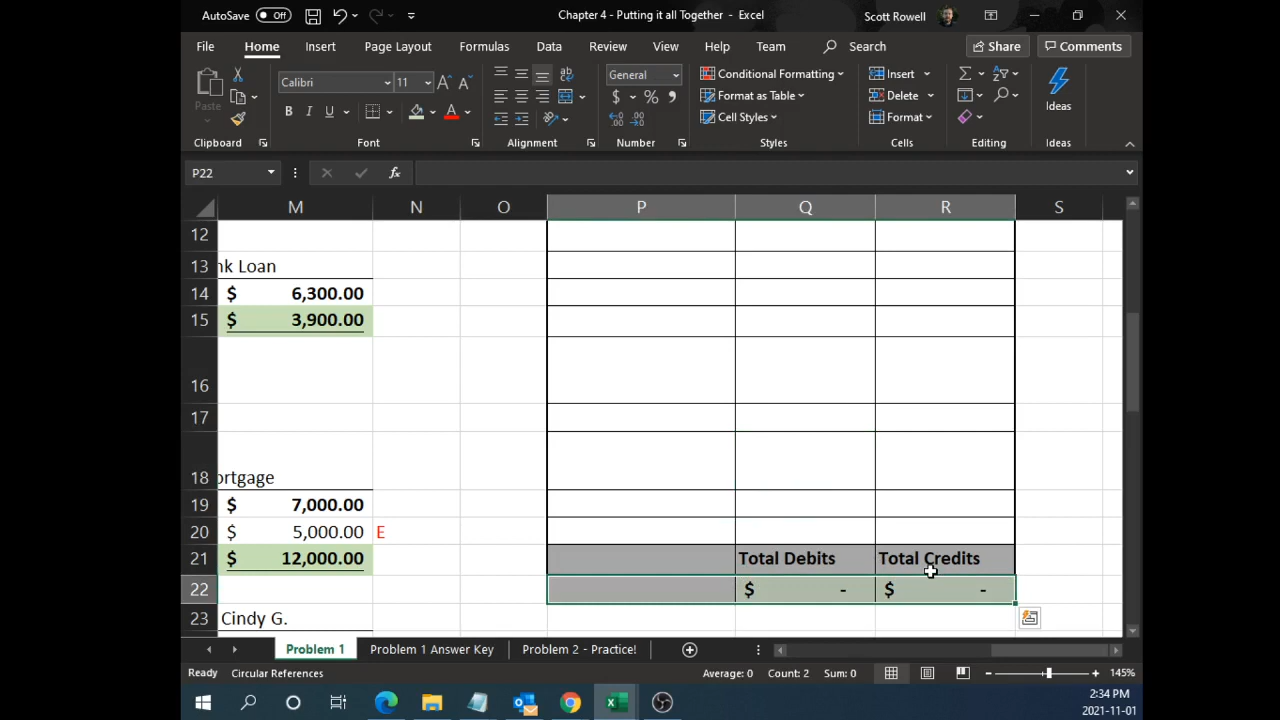 AutoSave Off Chapter 4 - Putting it all Together - Excel Scott Rowell
File Home Insert Page Layout Formulas Data Review View Help Team Search Share Comments
Paste Calibri 11 General Conditional Formatting Insert
B I U A $ % Format as Table Delete Ideas
Cell Styles Format
Clipboard Font Alignment Number Styles Cells Editing Ideas
P22 fx
M N O P Q R S
12
13 nk Loan
14 $ 6,300.00
15 $ 3,900.00
16
17
18 ortgage
19 $ 7,000.00
20 $ 5,000.00 E
21 $ 12,000.00 Total Debits Total Credits
22 $ - $ -
23 Cindy G.
Problem 1 Problem 1 Answer Key Problem 2 - Practice!
Ready Circular References Average: 0 Count: 2 Sum: 0 145%
2:34 PM
2021-11-01